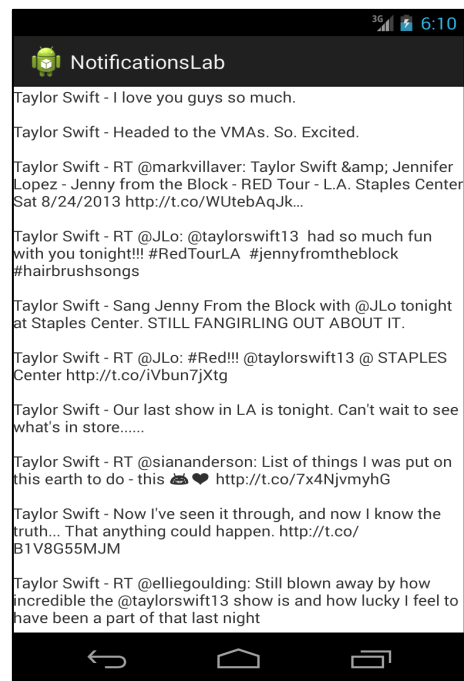 3G 6:10
NotificationsLab
Taylor Swift - I love you guys so much.
Taylor Swift - Headed to the VMAs. So. Excited.
Taylor Swift - RT @markvillaver: Taylor Swift &amp; Jennifer
Lopez - Jenny from the Block - RED Tour - L.A. Staples Center
Sat 8/24/2013 http://t.co/WUtebAqJk...
Taylor Swift - RT @JLo: @taylorswift13  had so much fun
with you tonight!!! #RedTourLA  #jennyfromtheblock
#hairbrushsongs
Taylor Swift - Sang Jenny From the Block with @JLo tonight
at Staples Center. STILL FANGIRLING OUT ABOUT IT.
Taylor Swift - RT @JLo: #Red!!! @taylorswift13 @ STAPLES
Center http://t.co/iVbun7jXtg
Taylor Swift - Our last show in LA is tonight. Can't wait to see
what's in store......
Taylor Swift - RT @siananderson: List of things I was put on
this earth to do - this 🙈 ❤ http://t.co/7x4NjvmyhG
Taylor Swift - Now I've seen it through, and now I know the
truth... That anything could happen. http://t.co/
B1V8G55MJM
Taylor Swift - RT @elliegoulding: Still blown away by how
incredible the @taylorswift13 show is and how lucky I feel to
have been a part of that last night